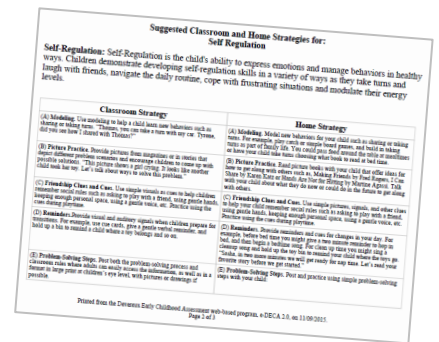 Suggested Classroom and Home Strategies for:
Self Regulation
Self-Regulation: Self-Regulation is the child's ability to express emotions and manage behaviors in healthy
ways. Children demonstrate developing self-regulation skills in a variety of ways as they take turns and
laugh with friends, navigate the daily routine, cope with frustrating situations and modulate their energy
levels.
Classroom Strategy
(A) Modeling. Use modeling to help a child learn new behaviors such as
sharing or taking turns. "Thomas, you can take a turn with my car. Tyrone,
did you see how I shared with Thomas?"
(B) Picture Practice. Provide pictures from magazines or in stories that
depict different problem scenarios and encourage children to come up with
possible solutions. "This picture shows a girl crying. It looks like another
child took her toy. Let's talk about ways to solve this problem."
(C) Friendship Clues and Cues. Use simple visuals as cues to help children
remember social rules such as asking to play with a friend, using gentle hands,
keeping enough personal space, using a gentle voice, etc. Practice using the
cues during playtime.
(D) Reminders. Provide visual and auditory signals when children prepare for
transitions. For example, use cue cards, give a gentle verbal reminder, and
hold up a bin to remind a child where a toy belongs and so on.
(E) Problem-Solving Steps. Post both the problem-solving process and
classroom rules where adults can easily access the information, as well as in a
format in large print at children's eye level, with pictures or drawings if
possible.
Home Strategy
(A) Modeling. Model new behaviors for your child such as sharing or taking
turns. For example, play catch or simple board games, and build in taking
turns as part of family life. You could pass food around the table at mealtimes
or have your child take turns choosing what book to read at bed time.
(B) Picture Practice. Read picture books with your child that offer ideas for
how to get along with others such as, Making Friends by Fred Rogers, I Can
Share by Karen Katz or Hands Are Not for Hitting by Martine Agassi. Talk
with your child about what they do now or could do in the future to get along
with others.
(C) Friendship Clues and Cues. Use simple pictures, signals, and other clues
to help your child remember social rules such as asking to play with a friend,
using gentle hands, keeping enough personal space, using a gentle voice, etc.
Practice using the cues during playtime.
(D) Reminders. Provide reminders and cues for changes in your day. For
example, before bed time you might give a two minute reminder to hop in
bed, and then begin a bedtime song. For clean up time you might sing a
cleanup song and hold up the toy bin to remind your child where the toys go.
"Sasha, in two more minutes we will get ready for nap time. Let's read your
favorite story before we get started."
(E) Problem-Solving Steps. Post and practice using simple problem-solving
steps with your child.
Printed from the Devereux Early Childhood Assessment web-based program, e-DECA 2.0, on 11/09/2015.
Page 2 of 3